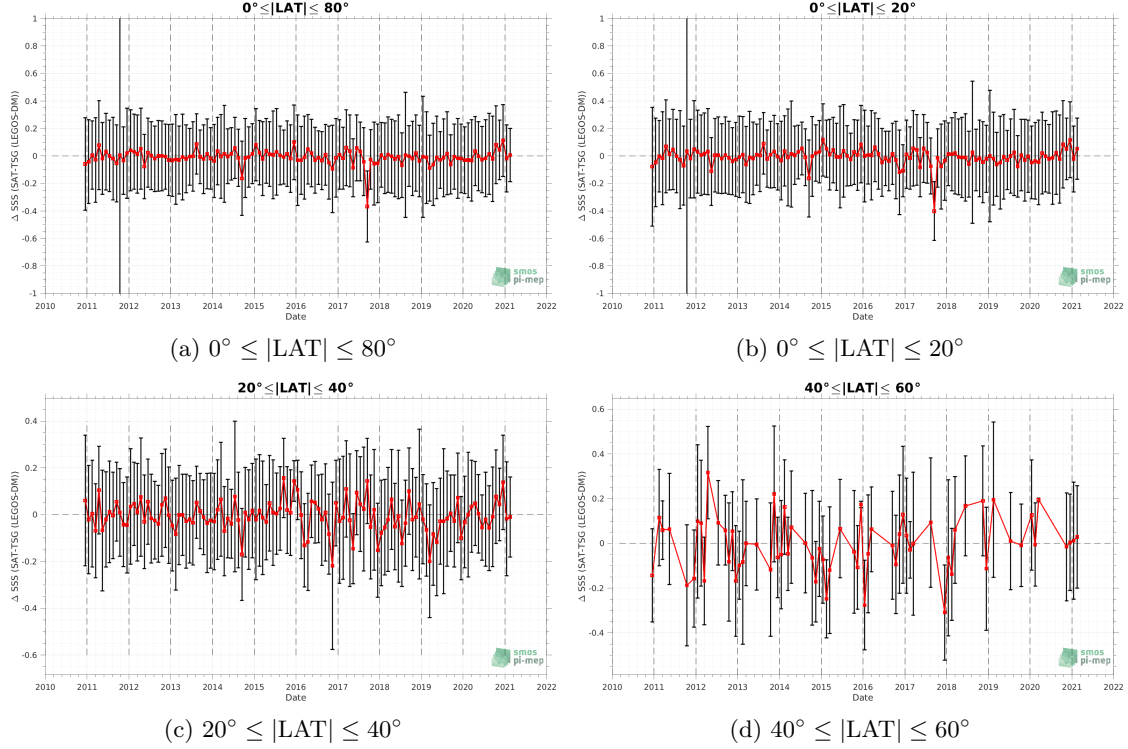 0°≤|LAT|≤ 80°
Δ SSS (SAT-TSG (LEGOS-DM))
1
0.8
0.6
0.4
0.2
0
-0.2
-0.4
-0.6
-0.8
-1
2010 2011 2012 2013 2014 2015 2016 2017 2018 2019 2020 2021 2022
Date
smos
pi-mep
(a) 0° ≤ |LAT| ≤ 80°
0°≤|LAT|≤ 20°
Δ SSS (SAT-TSG (LEGOS-DM))
1
0.8
0.6
0.4
0.2
0
-0.2
-0.4
-0.6
-0.8
-1
2010 2011 2012 2013 2014 2015 2016 2017 2018 2019 2020 2021 2022
Date
smos
pi-mep
(b) 0° ≤ |LAT| ≤ 20°
20°≤|LAT|≤ 40°
Δ SSS (SAT-TSG (LEGOS-DM))
0.4
0.2
0
-0.2
-0.4
-0.6
2010 2011 2012 2013 2014 2015 2016 2017 2018 2019 2020 2021 2022
Date
smos
pi-mep
(c) 20° ≤ |LAT| ≤ 40°
40°≤|LAT|≤ 60°
Δ SSS (SAT-TSG (LEGOS-DM))
0.6
0.4
0.2
0
-0.2
-0.4
2010 2011 2012 2013 2014 2015 2016 2017 2018 2019 2020 2021 2022
Date
smos
pi-mep
(d) 40° ≤ |LAT| ≤ 60°